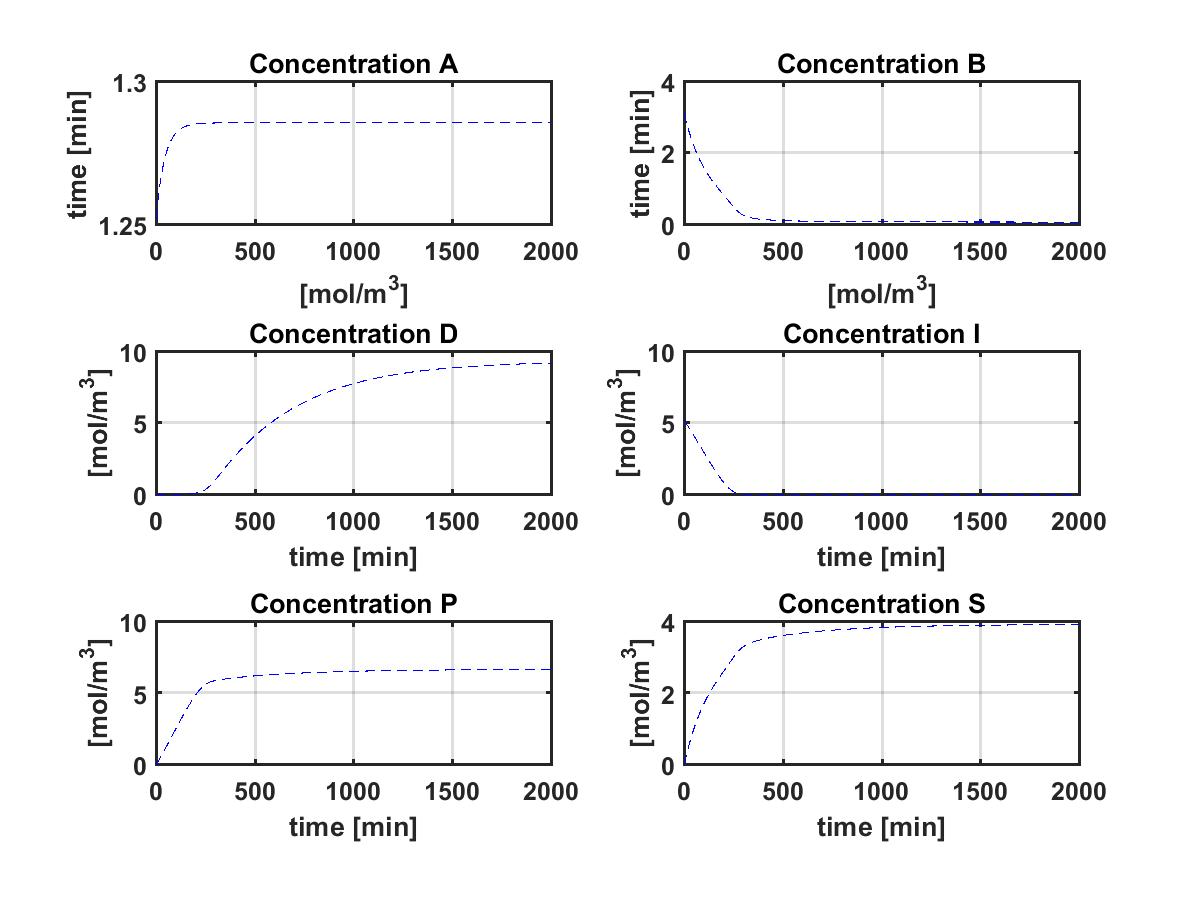 Concentration A
time [min]
1.3
1.25
0 500 1000 1500 2000
[mol/m³]
Concentration B
time [min]
4
2
0
0 500 1000 1500 2000
[mol/m³]
Concentration D
[mol/m³]
10
5
0
0 500 1000 1500 2000
time [min]
Concentration I
[mol/m³]
10
5
0
0 500 1000 1500 2000
time [min]
Concentration P
[mol/m³]
10
5
0
0 500 1000 1500 2000
time [min]
Concentration S
[mol/m³]
4
2
0
0 500 1000 1500 2000
time [min]